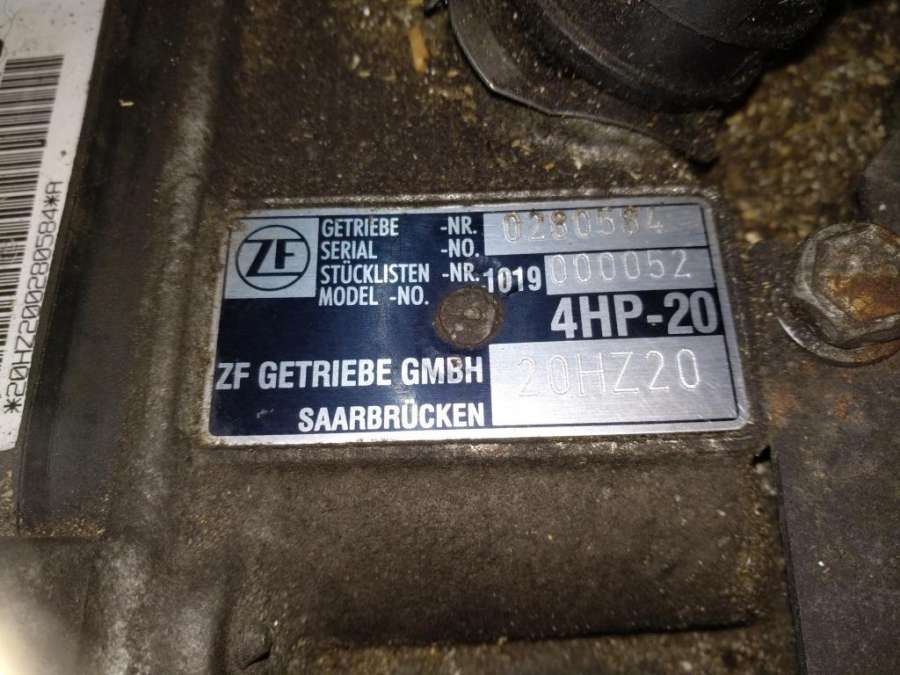 *20HZ200280584*A
ZF
GETRIEBE -NR. 0280584
SERIAL -NO.
STÜCKLISTEN -NR. 1019 000052
MODEL -NO.
4HP-20
ZF GETRIEBE GMBH 20HZ20
SAARBRÜCKEN